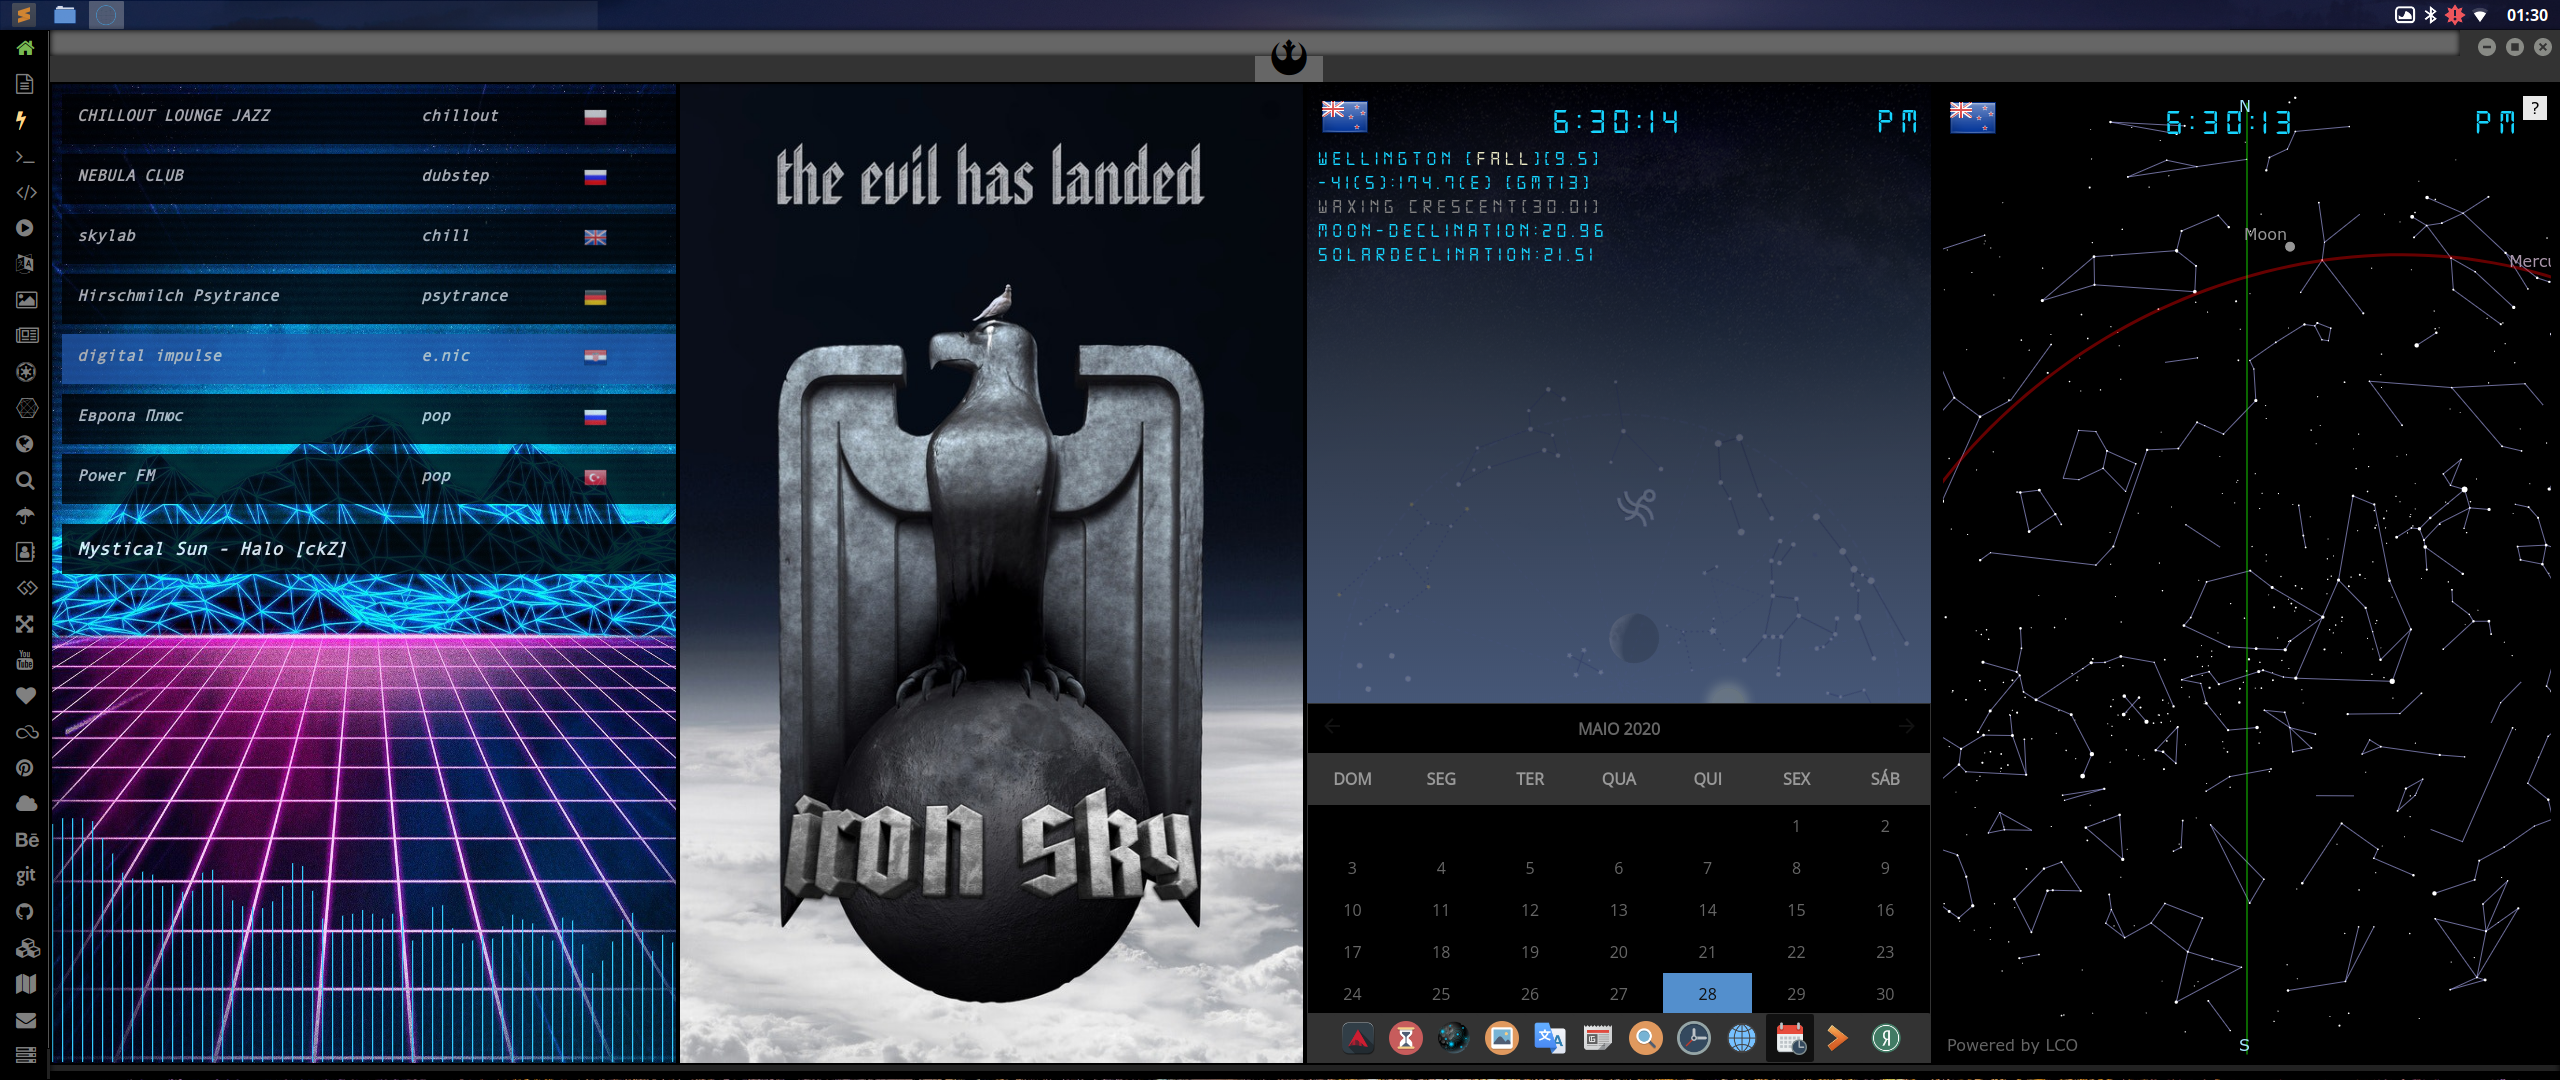 01:30
CHILLOUT LOUNGE JAZZ chillout
NEBULA CLUB dubstep
skylab chill
Hirschmilch Psytrance psytrance
digital impulse e.nic
Европа Плюс pop
Power FM pop
Mystical Sun - Halo [ckZ]
You
Tube
Bē
git
the evil has landed
iron sky
6:30:14 PM
WELLINGTON [FALL][9.5]
-41(S):174.7(E) [GMT13]
WAXING CRESCENT[30.01]
MOON-DECLINATION:20.96
SOLARDECLINATION:21.51
MAIO 2020
DOM SEG TER QUA QUI SEX SÁB
1 2
3 4 5 6 7 8 9
10 11 12 13 14 15 16
17 18 19 20 21 22 23
24 25 26 27 28 29 30
N
6:30:13 PM
?
Moon
Mercu
Powered by LCO
S